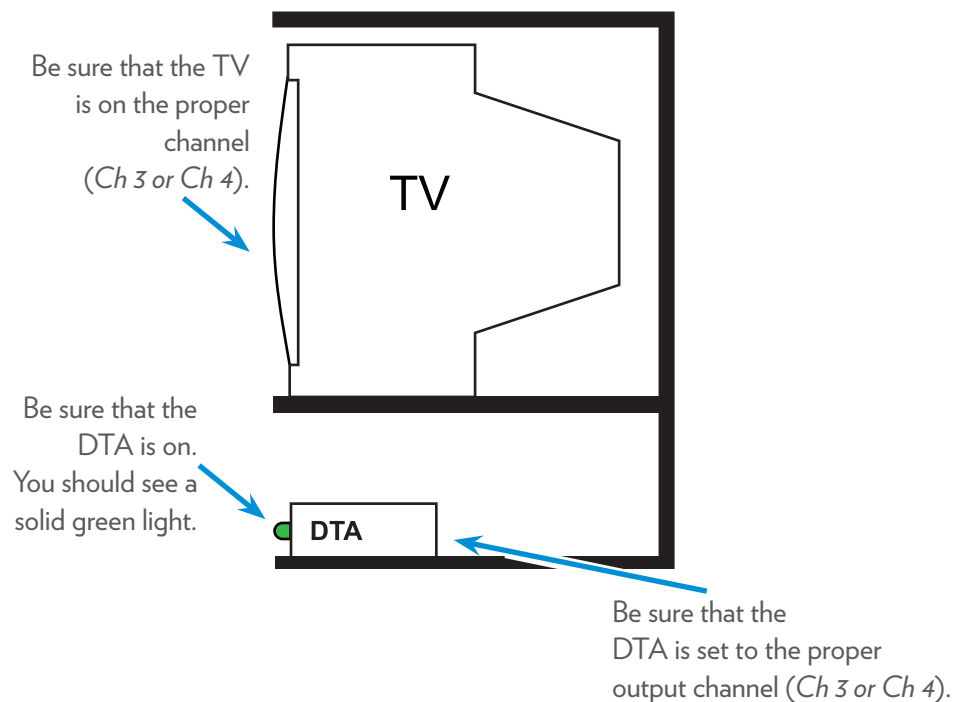 Be sure that the TV
is on the proper
channel
(Ch 3 or Ch 4).
TV
Be sure that the
DTA is on.
You should see a
solid green light.
DTA
Be sure that the
DTA is set to the proper
output channel (Ch 3 or Ch 4).